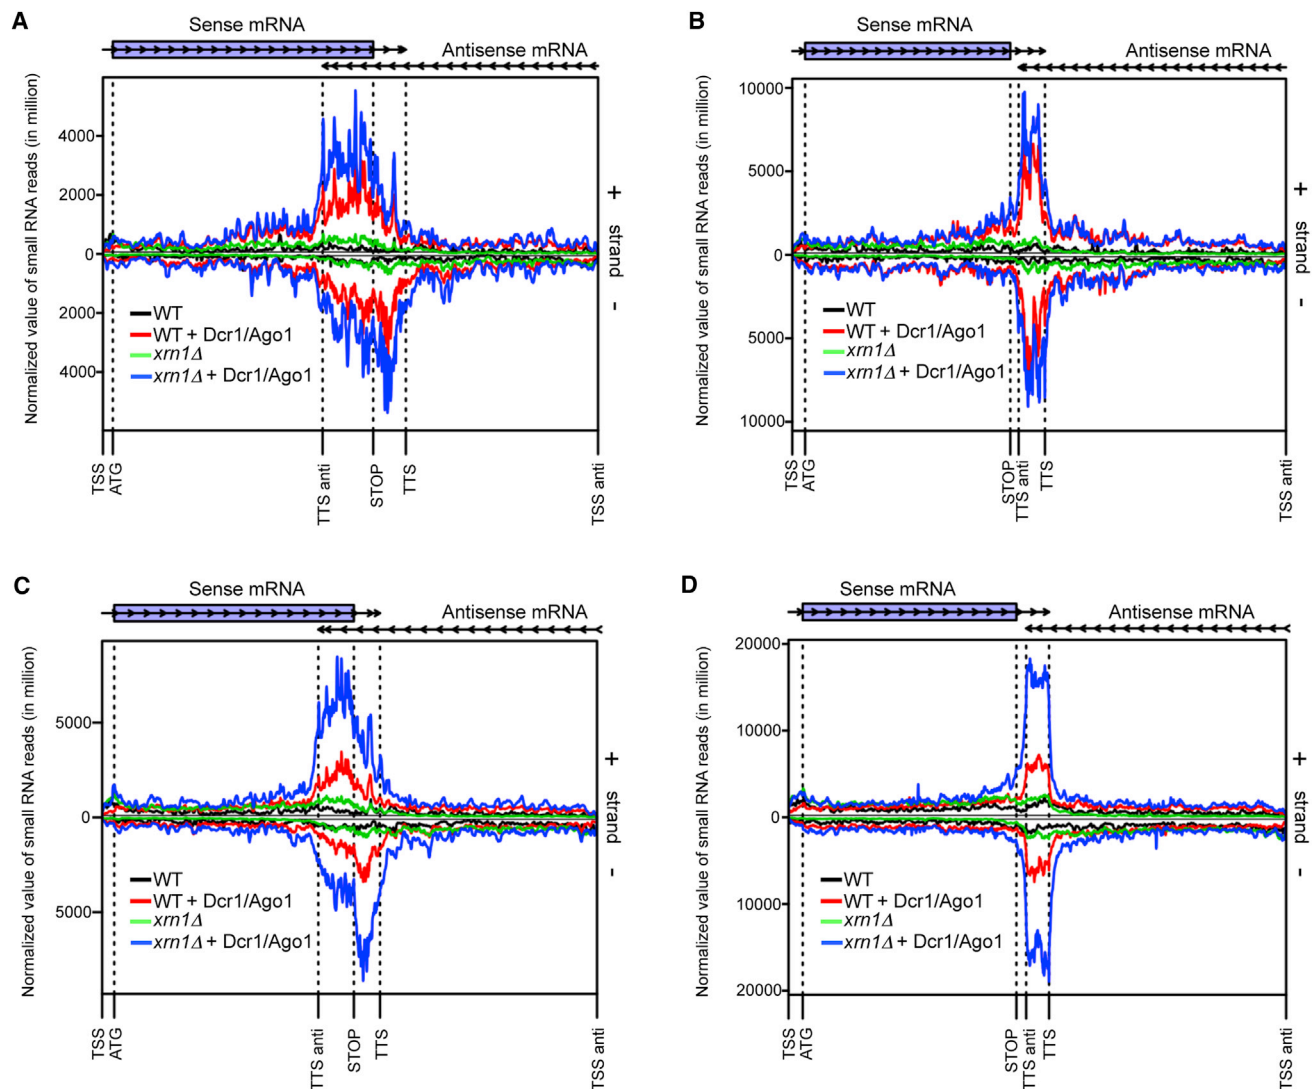 A
Sense mRNA
Antisense mRNA
Normalized value of small RNA reads (in million)
4000
2000
0
2000
4000
+ strand -
WT
WT + Dcr1/Ago1
xrn1Δ
xrn1Δ + Dcr1/Ago1
TSS
ATG
TTS anti
STOP
TTS
TSS anti
B
Sense mRNA
Antisense mRNA
Normalized value of small RNA reads (in million)
10000
5000
0
5000
10000
+ strand -
WT
WT + Dcr1/Ago1
xrn1Δ
xrn1Δ + Dcr1/Ago1
TSS
ATG
STOP
TTS anti
TTS
TSS anti
C
Sense mRNA
Antisense mRNA
Normalized value of small RNA reads (in million)
5000
0
5000
+ strand -
WT
WT + Dcr1/Ago1
xrn1Δ
xrn1Δ + Dcr1/Ago1
TSS
ATG
TTS anti
STOP
TTS
TSS anti
D
Sense mRNA
Antisense mRNA
Normalized value of small RNA reads (in million)
20000
10000
0
10000
20000
+ strand -
WT
WT + Dcr1/Ago1
xrn1Δ
xrn1Δ + Dcr1/Ago1
TSS
ATG
STOP
TTS anti
TTS
TSS anti